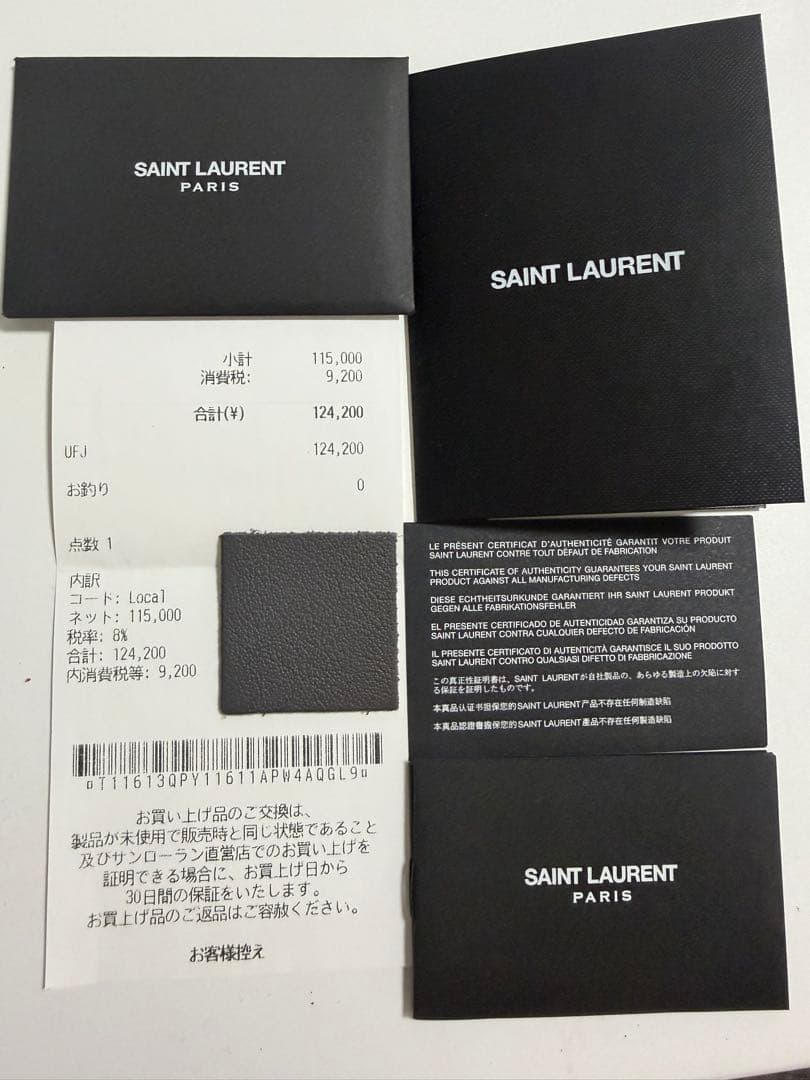 SAINT LAURENT
PARIS
SAINT LAURENT
小計 115,000
消費税: 9,200
合計(¥) 124,200
UFJ 124,200
お釣り 0
点数 1
内訳
コード: Local
ネット: 115,000
税率: 8%
合計: 124,200
内消費税等: 9,200
¤T11613QPY11611APW4AQGL9¤
お買い上げ品のご交換は、
製品が未使用で販売時と同じ状態であること
及びサンローラン直営店でのお買い上げを
証明できる場合に、お買上げ日から
30日間の保証をいたします。
お買上げ品のご返品はご容赦ください。
お客様控え
LE PRÉSENT CERTIFICAT D'AUTHENTICITÉ GARANTIT VOTRE PRODUIT
SAINT LAURENT CONTRE TOUT DÉFAUT DE FABRICATION
THIS CERTIFICATE OF AUTHENTICITY GUARANTEES YOUR SAINT LAURENT
PRODUCT AGAINST ALL MANUFACTURING DEFECTS
DIESE ECHTHEITSURKUNDE GARANTIERT IHR SAINT LAURENT PRODUKT
GEGEN ALLE FABRIKATIONSFEHLER
EL PRESENTE CERTIFICADO DE AUTENTICIDAD GARANTIZA SU PRODUCTO
SAINT LAURENT CONTRA CUALQUIER DEFECTO DE FABRICACIÓN
IL PRESENTE CERTIFICATO DI AUTENTICITÀ GARANTISCE IL SUO PRODOTTO
SAINT LAURENT CONTRO QUALSIASI DIFETTO DI FABBRICAZIONE
この真正性証明書は、SAINT LAURENTが自社製品の、あらゆる製造上の欠陥に対す
る保証を証明したものです。
本真品认证书担保您的SAINT LAURENT产品不存在任何制造缺陷
本真品認證書擔保您的SAINT LAURENT產品不存在任何製造缺陷
SAINT LAURENT
PARIS